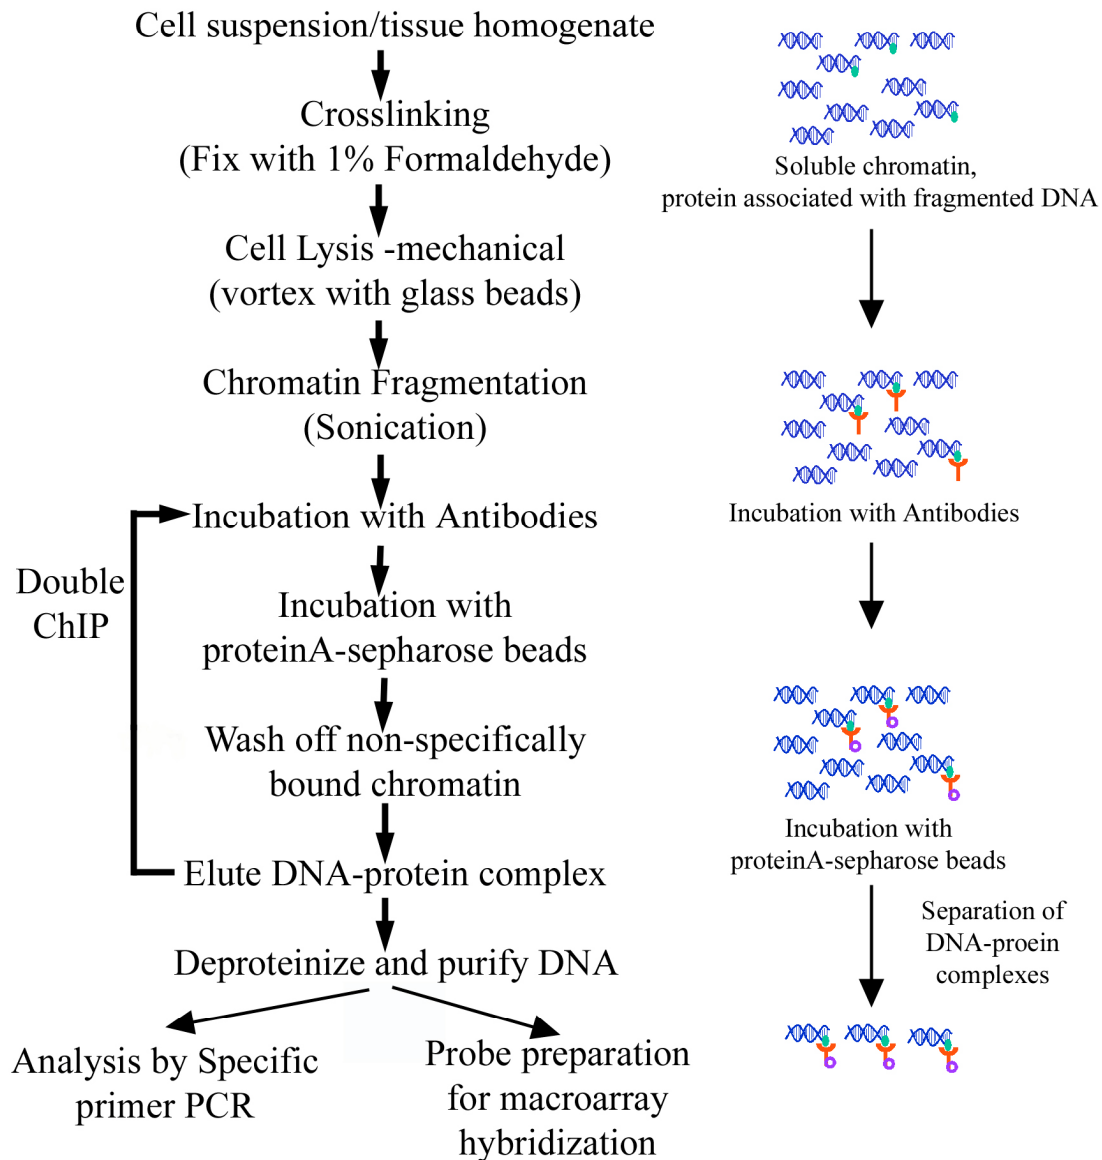 Cell suspension/tissue homogenate
Crosslinking
(Fix with 1% Formaldehyde)
Cell Lysis -mechanical
(vortex with glass beads)
Chromatin Fragmentation
(Sonication)
Incubation with Antibodies
Double
ChIP
Incubation with
proteinA-sepharose beads
Wash off non-specifically
bound chromatin
Elute DNA-protein complex
Deproteinize and purify DNA
Analysis by Specific
primer PCR
Probe preparation
for macroarray
hybridization
Soluble chromatin,
protein associated with fragmented DNA
Incubation with Antibodies
Incubation with
proteinA-sepharose beads
Separation of
DNA-proein
complexes